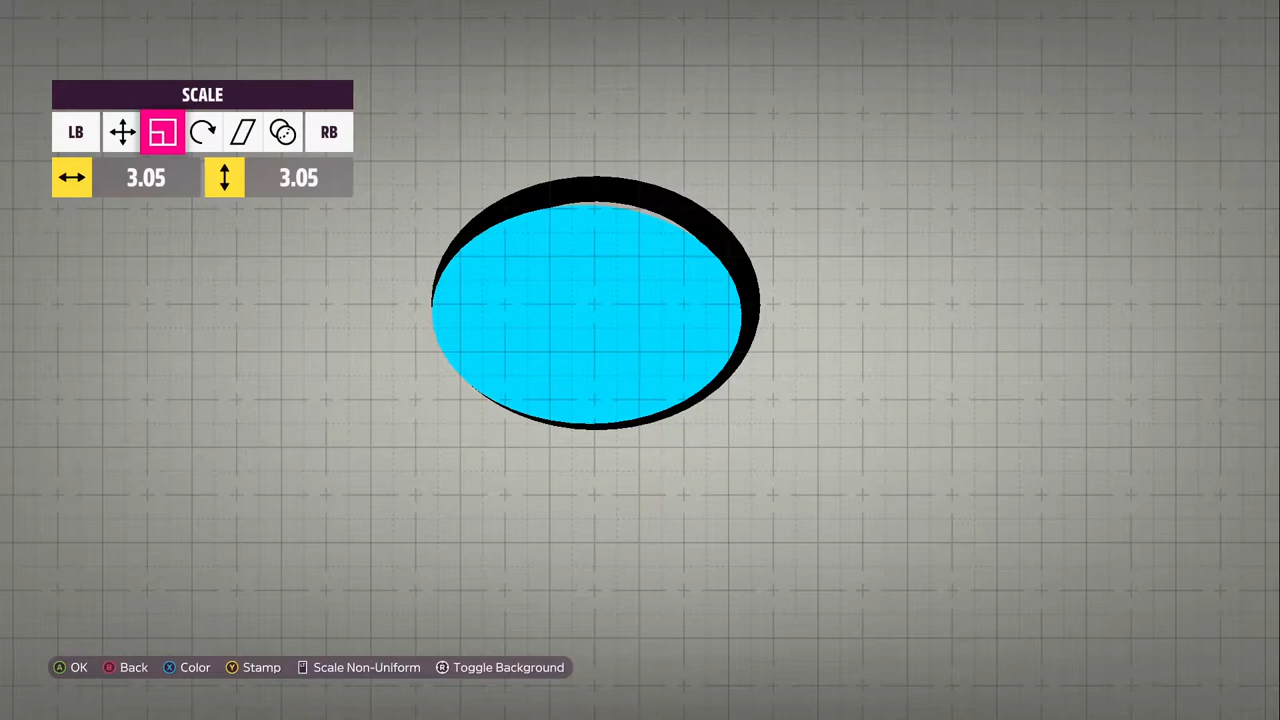 SCALE
LB RB
3.05 3.05
A OK B Back X Color Y Stamp Scale Non-Uniform R Toggle Background